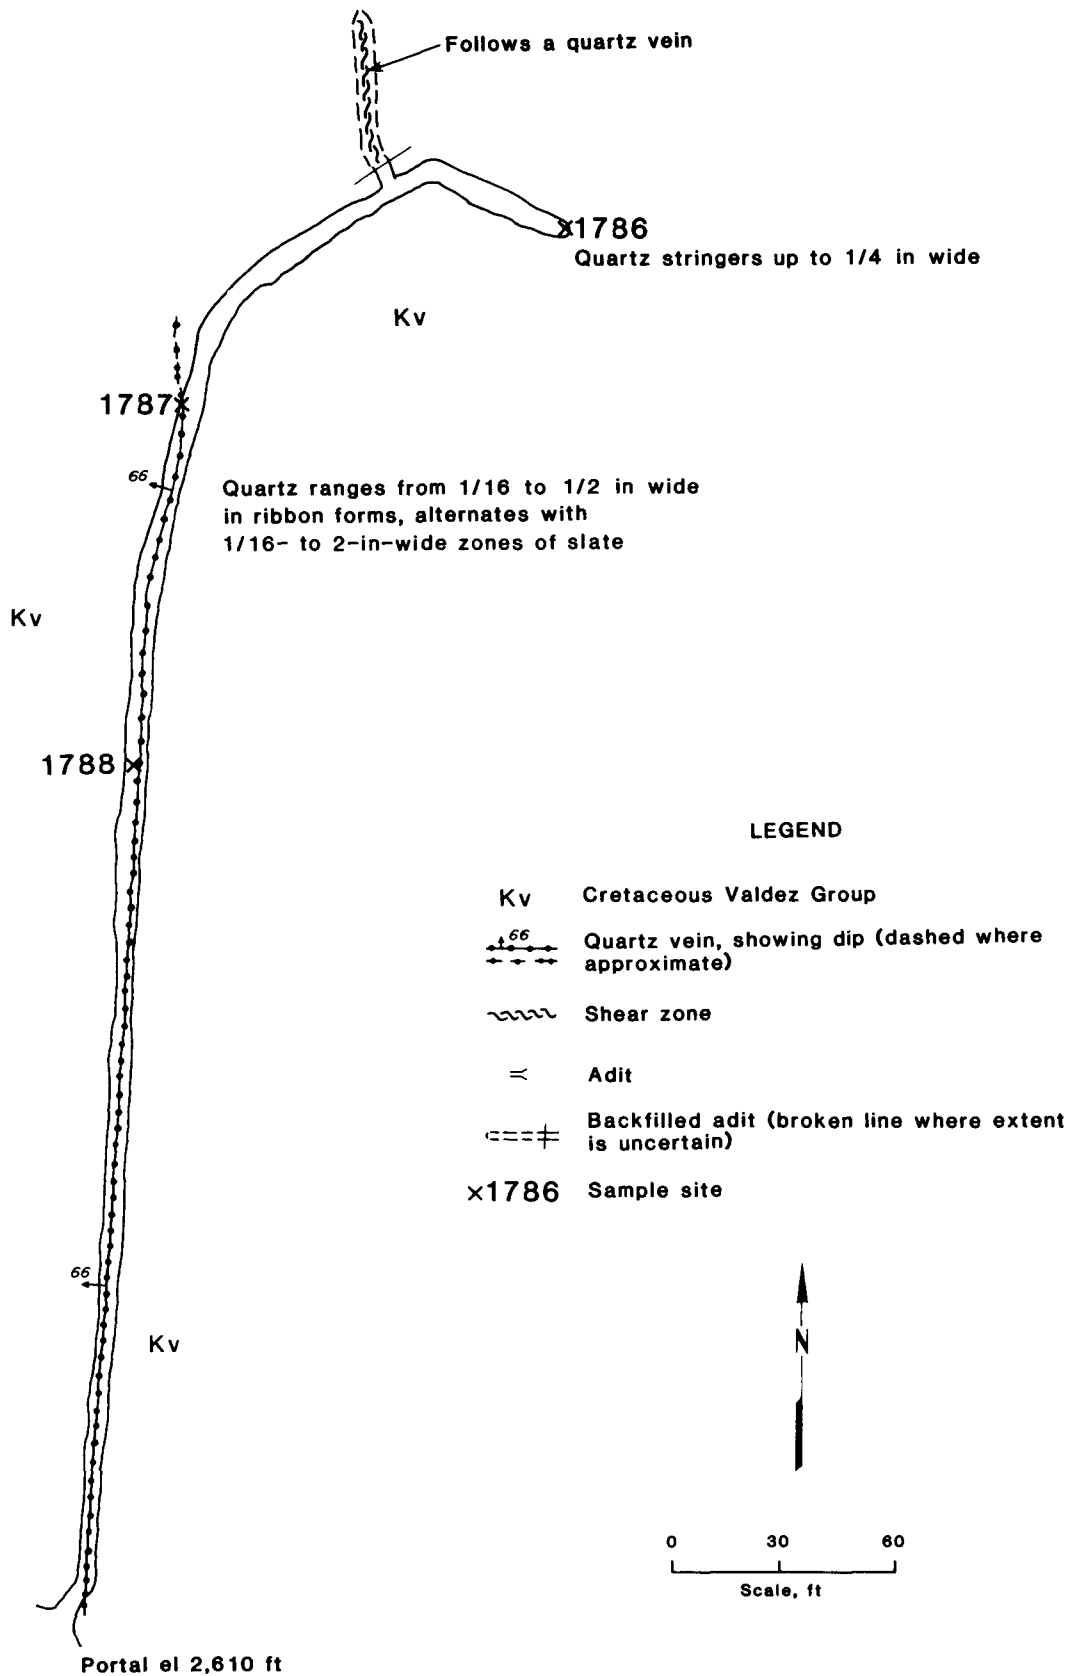 Follows a quartz vein
1786
Quartz stringers up to 1/4 in wide
Kv
1787
66
Quartz ranges from 1/16 to 1/2 in wide
in ribbon forms, alternates with
1/16- to 2-in-wide zones of slate
Kv
1788
LEGEND
Kv Cretaceous Valdez Group
66 Quartz vein, showing dip (dashed where
approximate)
Shear zone
Adit
Backfilled adit (broken line where extent
is uncertain)
×1786 Sample site
66
Kv
N
0 30 60
Scale, ft
Portal el 2,610 ft